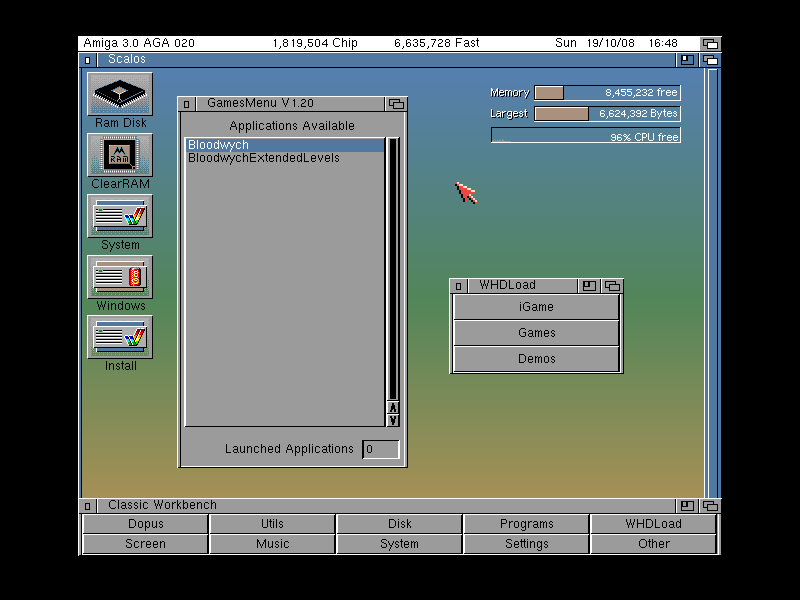 Amiga 3.0 AGA 020 1,819,504 Chip 6,635,728 Fast Sun 19/10/08 16:48
Scalos
Ram Disk
RAM
ClearRAM
System
Windows
Install
GamesMenu V1.20
Applications Available
Bloodwych
BloodwychExtendedLevels
Launched Applications 0
Memory 8,455,232 free
Largest 6,624,392 Bytes
96% CPU free
WHDLoad
iGame
Games
Demos
Classic Workbench
Dopus Utils Disk Programs WHDLoad
Screen Music System Settings Other